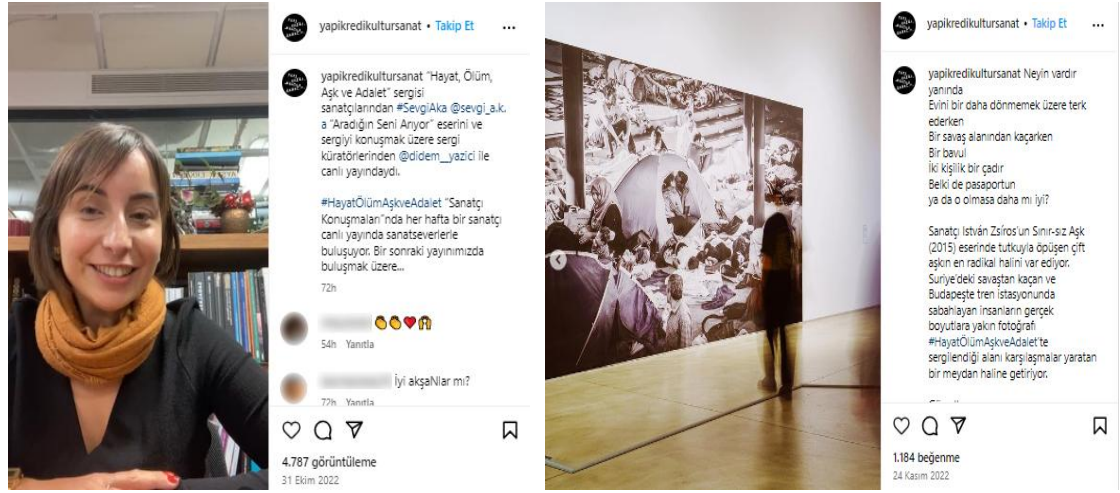 yapikredikultursanat • Takip Et
yapikredikultursanat "Hayat, Ölüm,
Aşk ve Adalet" sergisi
sanatçılarından #SevgiAka @sevgi_a.k.
a "Aradığın Seni Arıyor" eserini ve
sergiyi konuşmak üzere sergi
küratörlerinden @didem__yazici ile
canlı yayındaydı.
#HayatÖlümAşkveAdalet "Sanatçı
Konuşmaları"nda her hafta bir sanatçı
canlı yayında sanatseverlerle
buluşuyor. Bir sonraki yayınımızda
buluşmak üzere...
72h
54h Yanıtla
İyi akşaNlar mı?
72h Yanıtla
4.787 görüntüleme
31 Ekim 2022
yapikredikultursanat • Takip Et
yapikredikultursanat Neyin vardır
yanında
Evini bir daha dönmemek üzere terk
ederken
Bir savaş alanından kaçarken
Bir bavul
İki kişilik bir çadır
Belki de pasaportun
ya da o olmasa daha mı iyi?
Sanatçı István Zsíros'un Sınır-sız Aşk
(2015) eserinde tutkuyla öpüşen çift
aşkın en radikal halini var ediyor.
Suriye'deki savaştan kaçan ve
Budapeşte tren istasyonunda
sabahlayan insanların gerçek
boyutlara yakın fotoğrafı
#HayatÖlümAşkveAdalet'te
sergilendiği alanı karşılaşmalar yaratan
bir meydan haline getiriyor.
1.184 beğenme
24 Kasım 2022